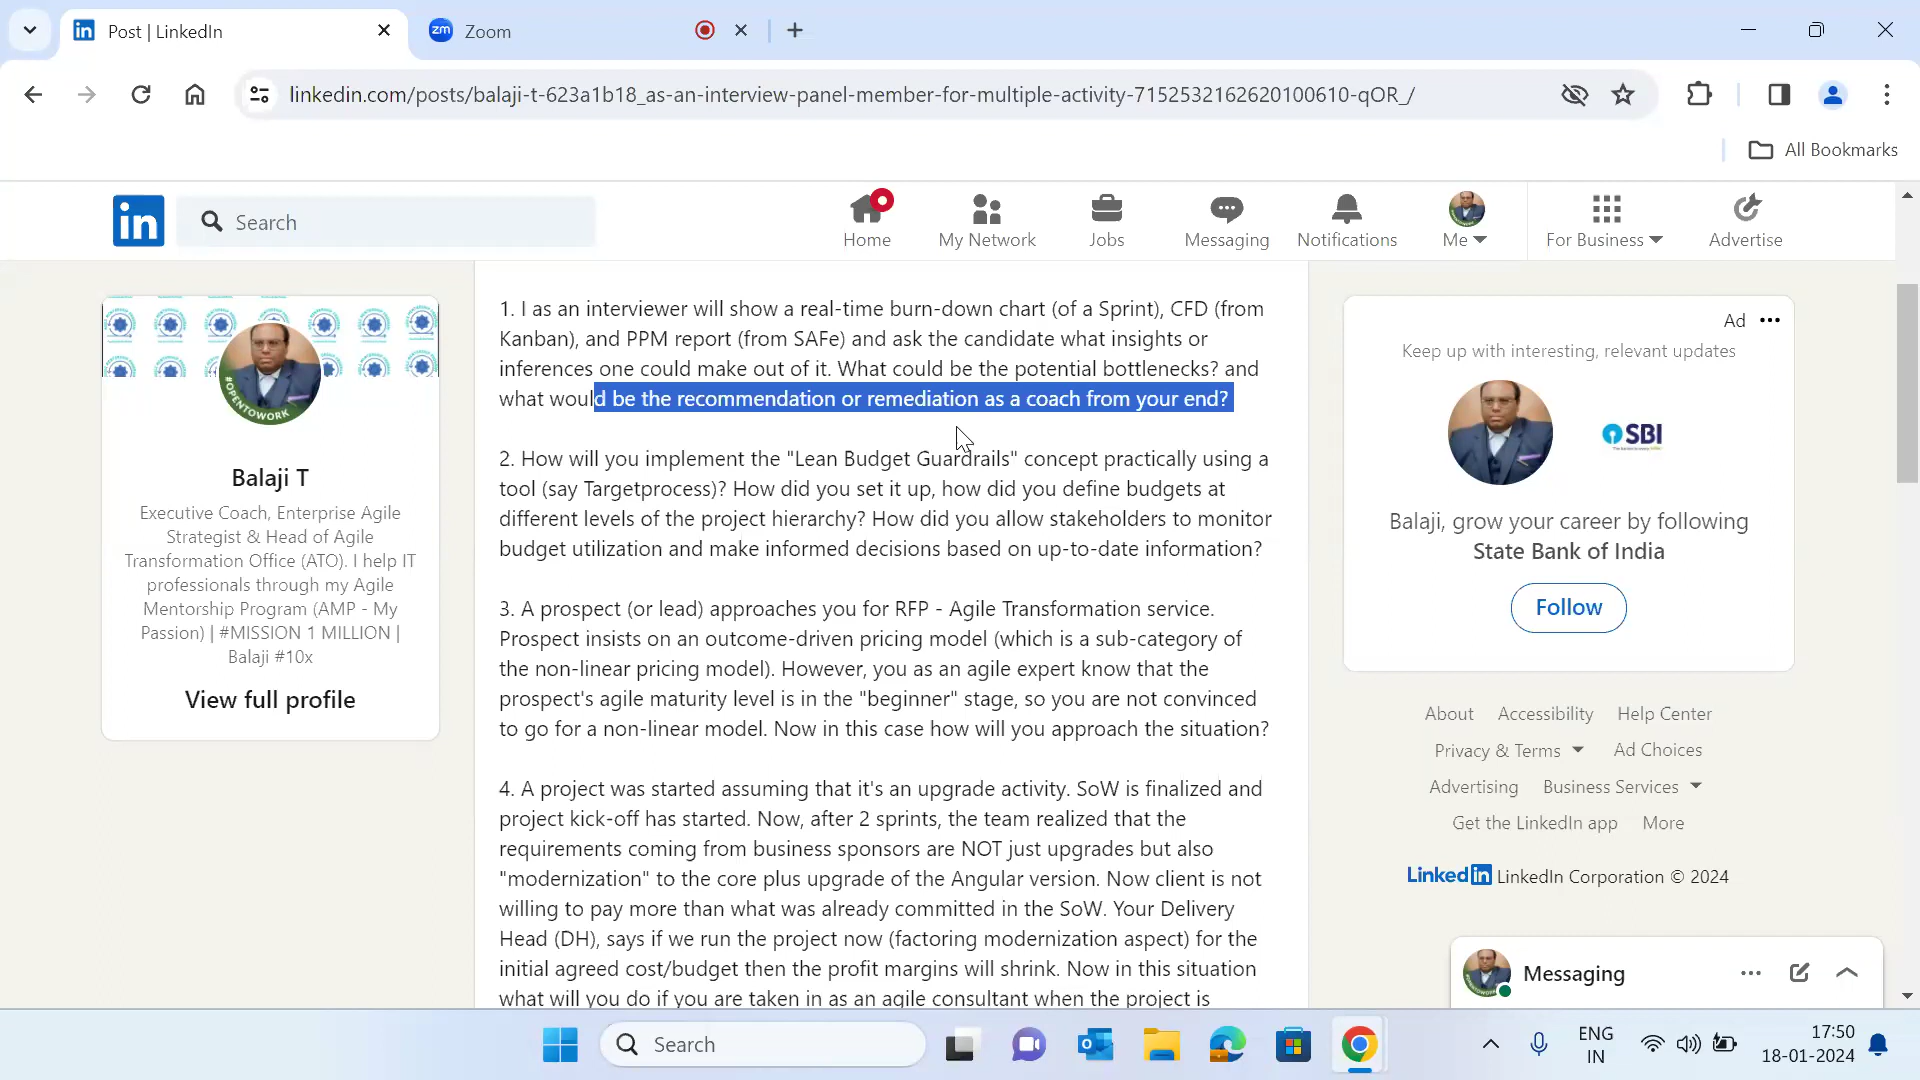 Post | LinkedIn
zm Zoom
linkedin.com/posts/balaji-t-623a1b18_as-an-interview-panel-member-for-multiple-activity-7152532162620100610-qOR_/
All Bookmarks
in Search
Home
My Network
Jobs
Messaging
Notifications
Me
For Business
Advertise
#OPENTOWORK
Balaji T
Executive Coach, Enterprise Agile
Strategist & Head of Agile
Transformation Office (ATO). I help IT
professionals through my Agile
Mentorship Program (AMP - My
Passion) | #MISSION 1 MILLION |
Balaji #10x
View full profile
1. I as an interviewer will show a real-time burn-down chart (of a Sprint), CFD (from
Kanban), and PPM report (from SAFe) and ask the candidate what insights or
inferences one could make out of it. What could be the potential bottlenecks? and
what would be the recommendation or remediation as a coach from your end?
2. How will you implement the "Lean Budget Guardrails" concept practically using a
tool (say Targetprocess)? How did you set it up, how did you define budgets at
different levels of the project hierarchy? How did you allow stakeholders to monitor
budget utilization and make informed decisions based on up-to-date information?
3. A prospect (or lead) approaches you for RFP - Agile Transformation service.
Prospect insists on an outcome-driven pricing model (which is a sub-category of
the non-linear pricing model). However, you as an agile expert know that the
prospect's agile maturity level is in the "beginner" stage, so you are not convinced
to go for a non-linear model. Now in this case how will you approach the situation?
4. A project was started assuming that it's an upgrade activity. SoW is finalized and
project kick-off has started. Now, after 2 sprints, the team realized that the
requirements coming from business sponsors are NOT just upgrades but also
"modernization" to the core plus upgrade of the Angular version. Now client is not
willing to pay more than what was already committed in the SoW. Your Delivery
Head (DH), says if we run the project now (factoring modernization aspect) for the
initial agreed cost/budget then the profit margins will shrink. Now in this situation
what will you do if you are taken in as an agile consultant when the project is
Ad
Keep up with interesting, relevant updates
SBI
Balaji, grow your career by following
State Bank of India
Follow
About Accessibility Help Center
Privacy & Terms Ad Choices
Advertising Business Services
Get the LinkedIn app More
LinkedIn LinkedIn Corporation © 2024
Messaging
Search
ENG
IN
17:50
18-01-2024